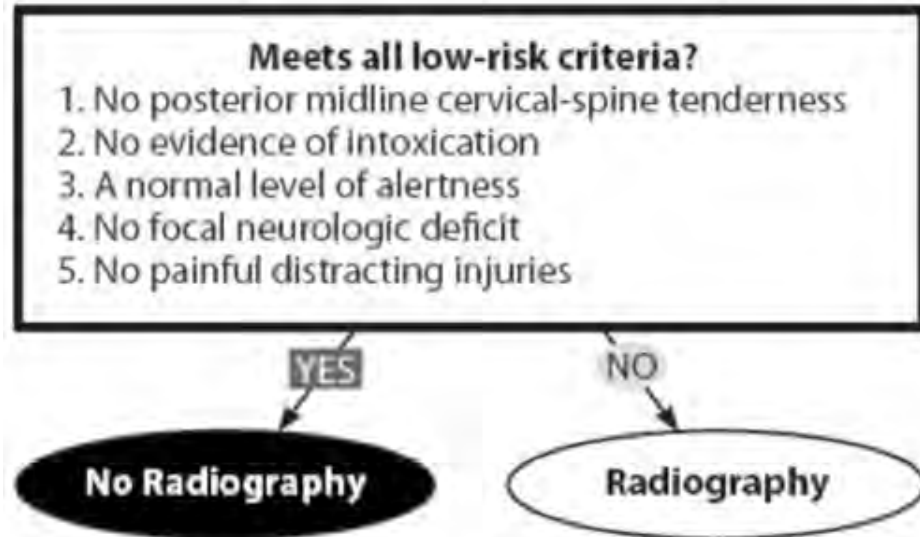 Meets all low-risk criteria?
1. No posterior midline cervical-spine tenderness
2. No evidence of intoxication
3. A normal level of alertness
4. No focal neurologic deficit
5. No painful distracting injuries
YES
NO
No Radiography
Radiography